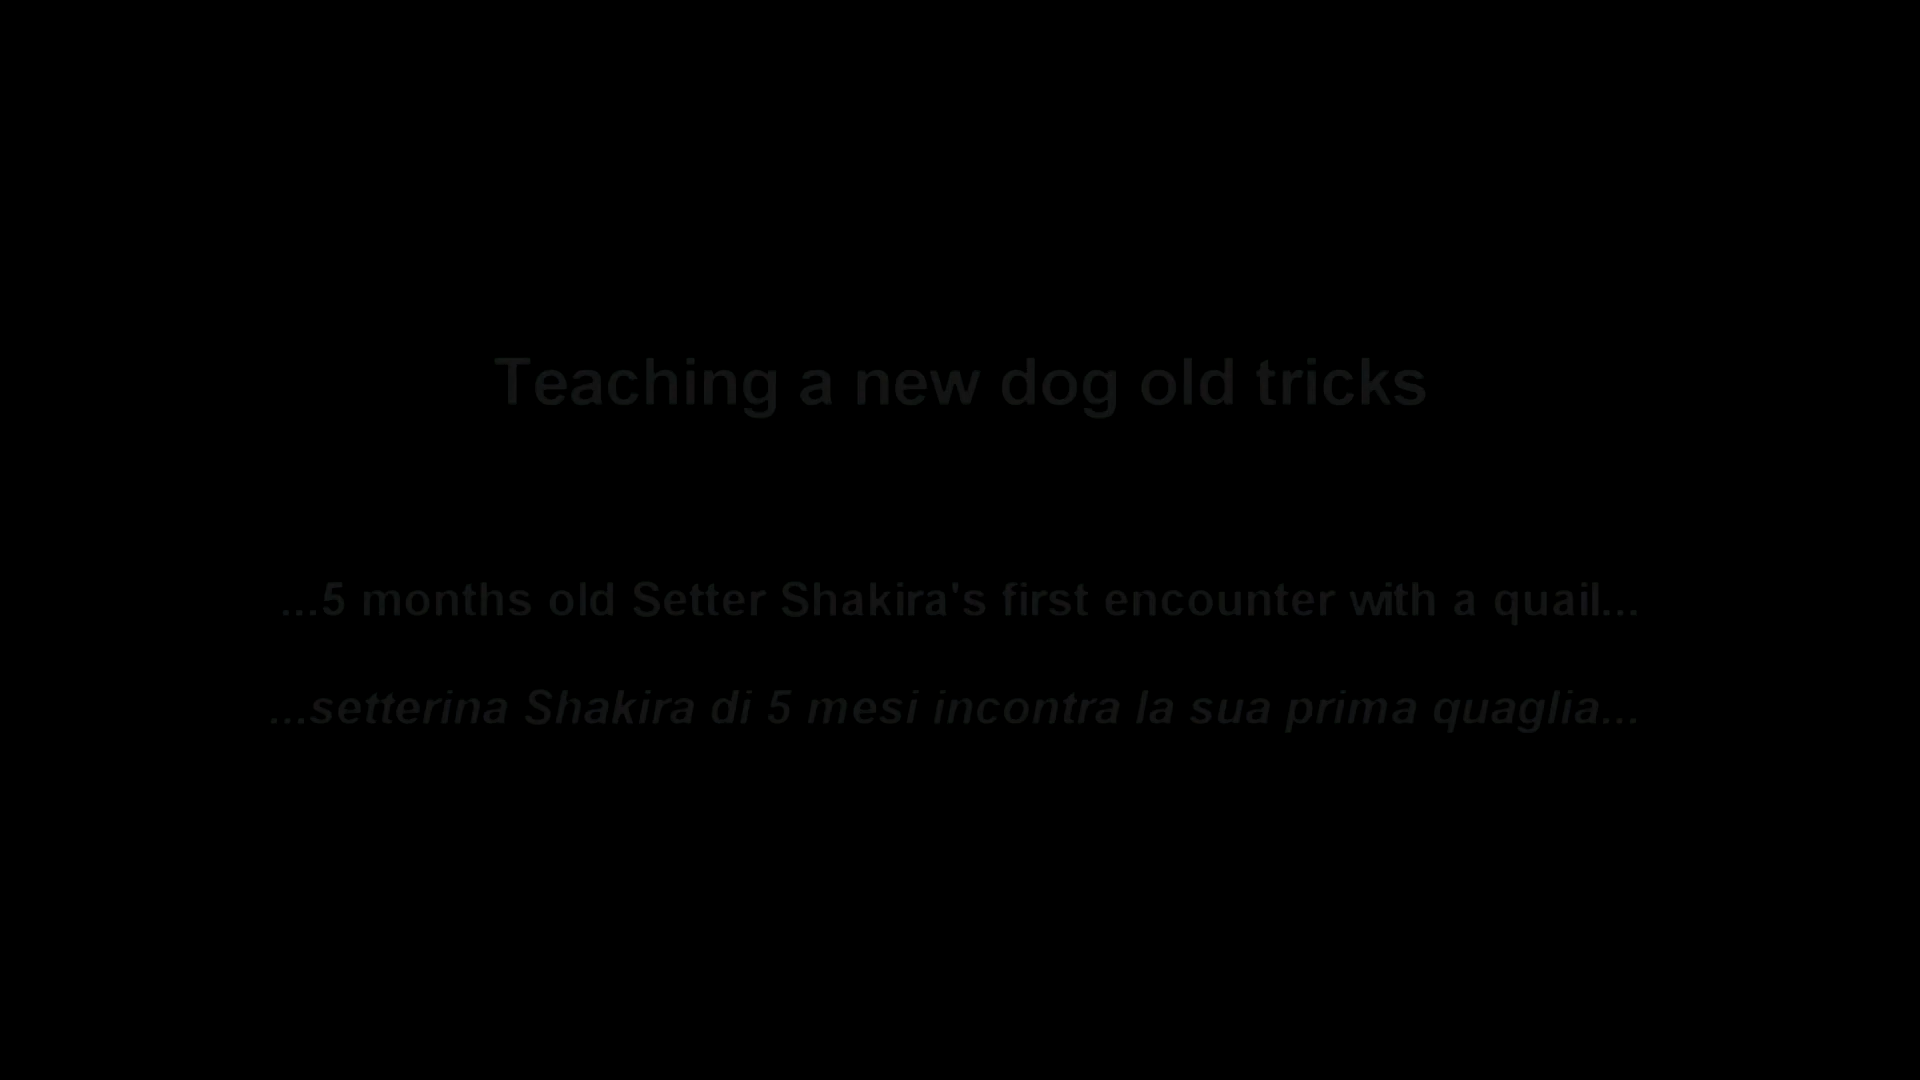 Teaching a new dog old tricks
...5 months old Setter Shakira's first encounter with a quail...
...setterina Shakira di 5 mesi incontra la sua prima quaglia...